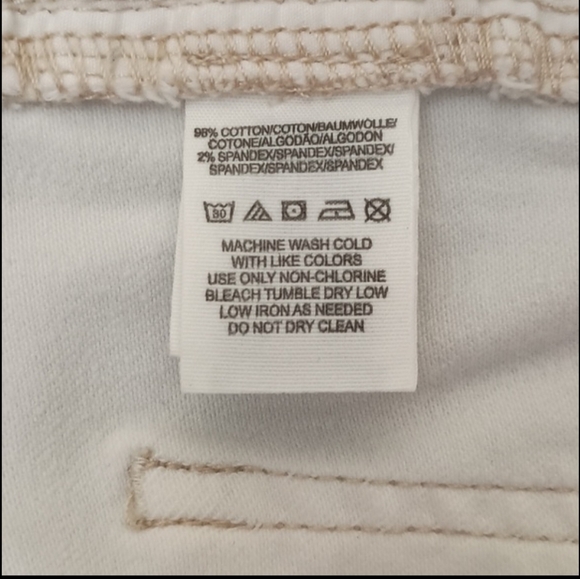 98% COTTON/COTON/BAUMWOLLE/
COTONE/ALGODÃO/ALGODON
2% SPANDEX/SPANDEX/SPANDEX/
SPANDEX/SPANDEX/SPANDEX
30
MACHINE WASH COLD
WITH LIKE COLORS
USE ONLY NON-CHLORINE
BLEACH TUMBLE DRY LOW
LOW IRON AS NEEDED
DO NOT DRY CLEAN